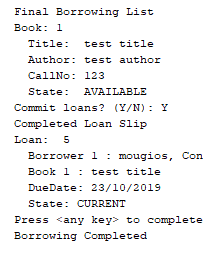 Final Borrowing List
Book: 1
Title:  test title
Author: test author
CallNo: 123
State:  AVAILABLE
Commit loans? (Y/N): Y
Completed Loan Slip
Loan:  5
Borrower 1 : mougios, Con
Book 1 : test title
DueDate: 23/10/2019
State: CURRENT
Press <any key> to complete
Borrowing Completed